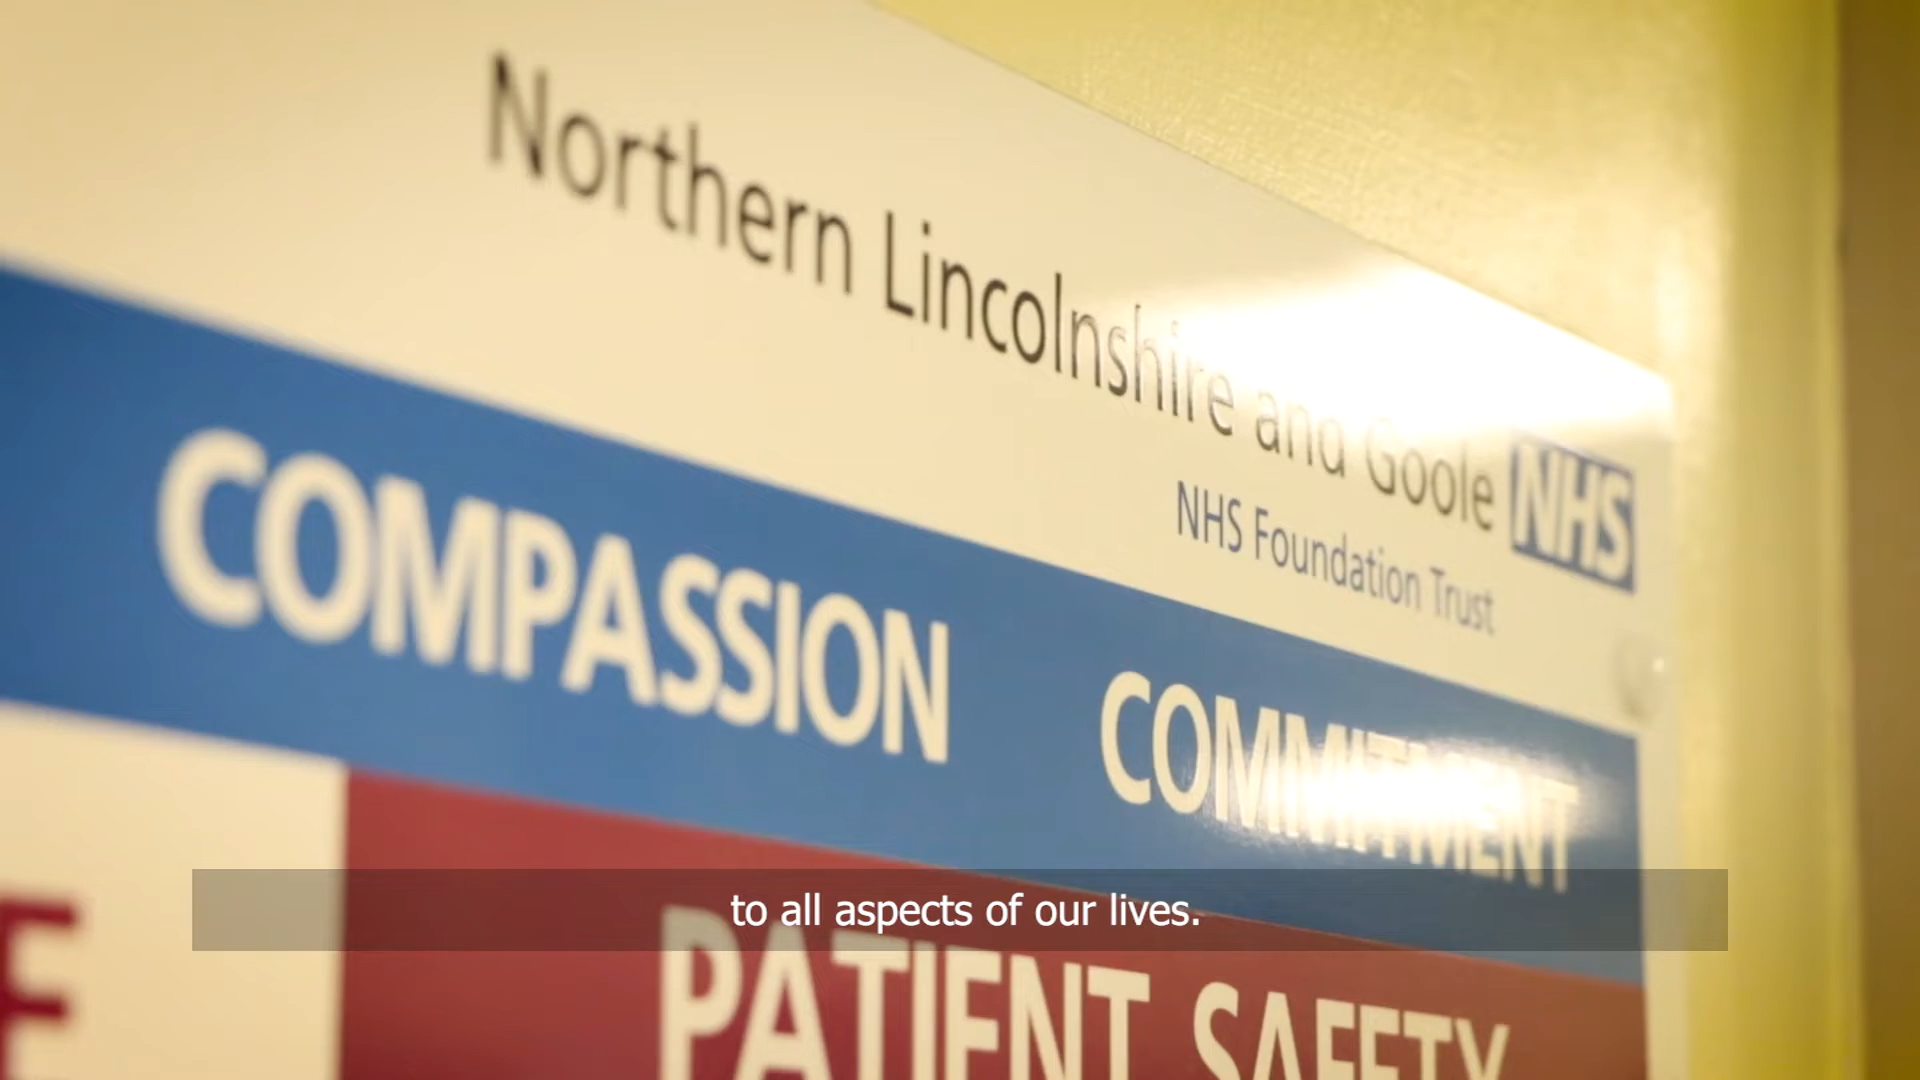 Northern Lincolnshire and Goole NHS
NHS Foundation Trust
COMPASSION COMMITMENT
to all aspects of our lives.
PATIENT SAFETY